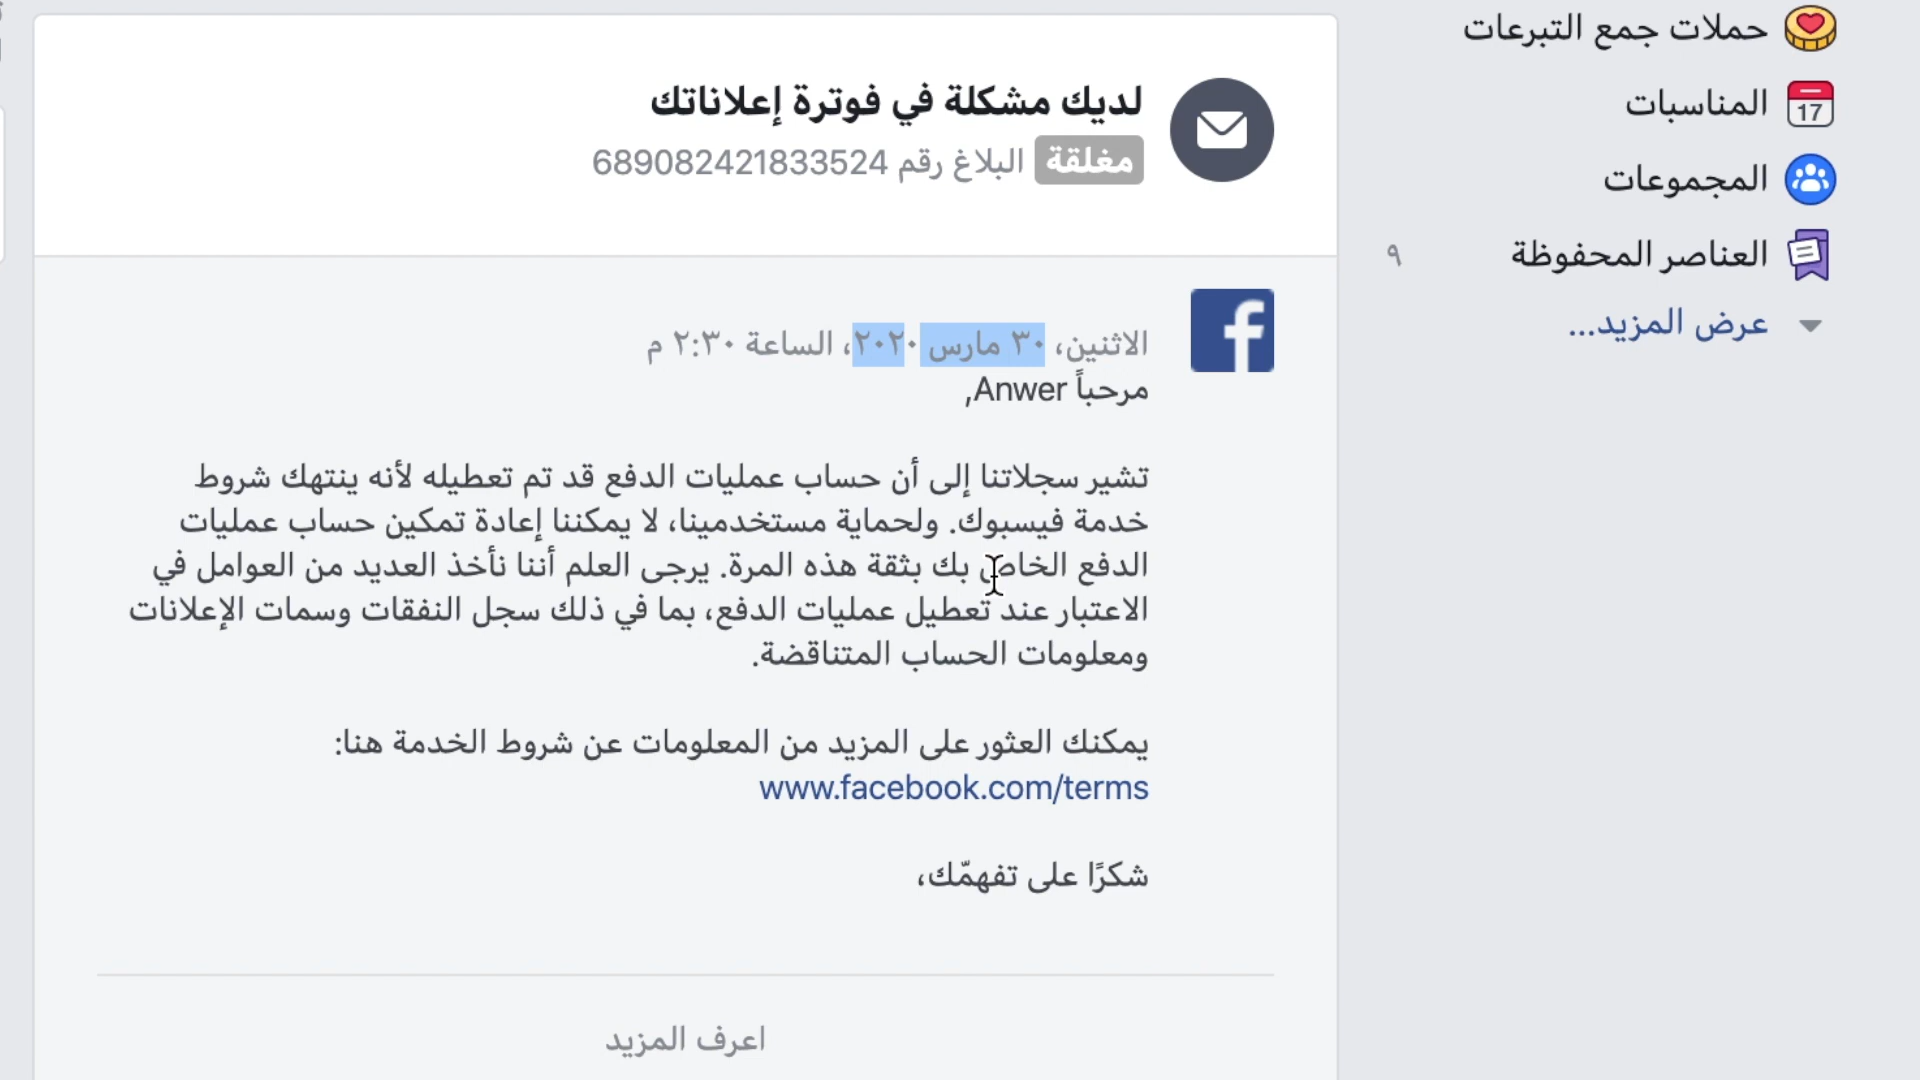 لديك مشكلة في فوترة إعلاناتك
مغلقة البلاغ رقم 689082421833524
الاثنين، ٣٠ مارس ٢٠٢٠، الساعة ٢:٣٠ م
مرحباً Anwer,
تشير سجلاتنا إلى أن حساب عمليات الدفع قد تم تعطيله لأنه ينتهك شروط
خدمة فيسبوك. ولحماية مستخدمينا، لا يمكننا إعادة تمكين حساب عمليات
الدفع الخاص بك بثقة هذه المرة. يرجى العلم أننا نأخذ العديد من العوامل في
الاعتبار عند تعطيل عمليات الدفع، بما في ذلك سجل النفقات وسمات الإعلانات
ومعلومات الحساب المتناقضة.
يمكنك العثور على المزيد من المعلومات عن شروط الخدمة هنا:
www.facebook.com/terms
شكرًا على تفهمّك،
اعرف المزيد
حملات جمع التبرعات
17
المناسبات
المجموعات
العناصر المحفوظة ٩
عرض المزيد...